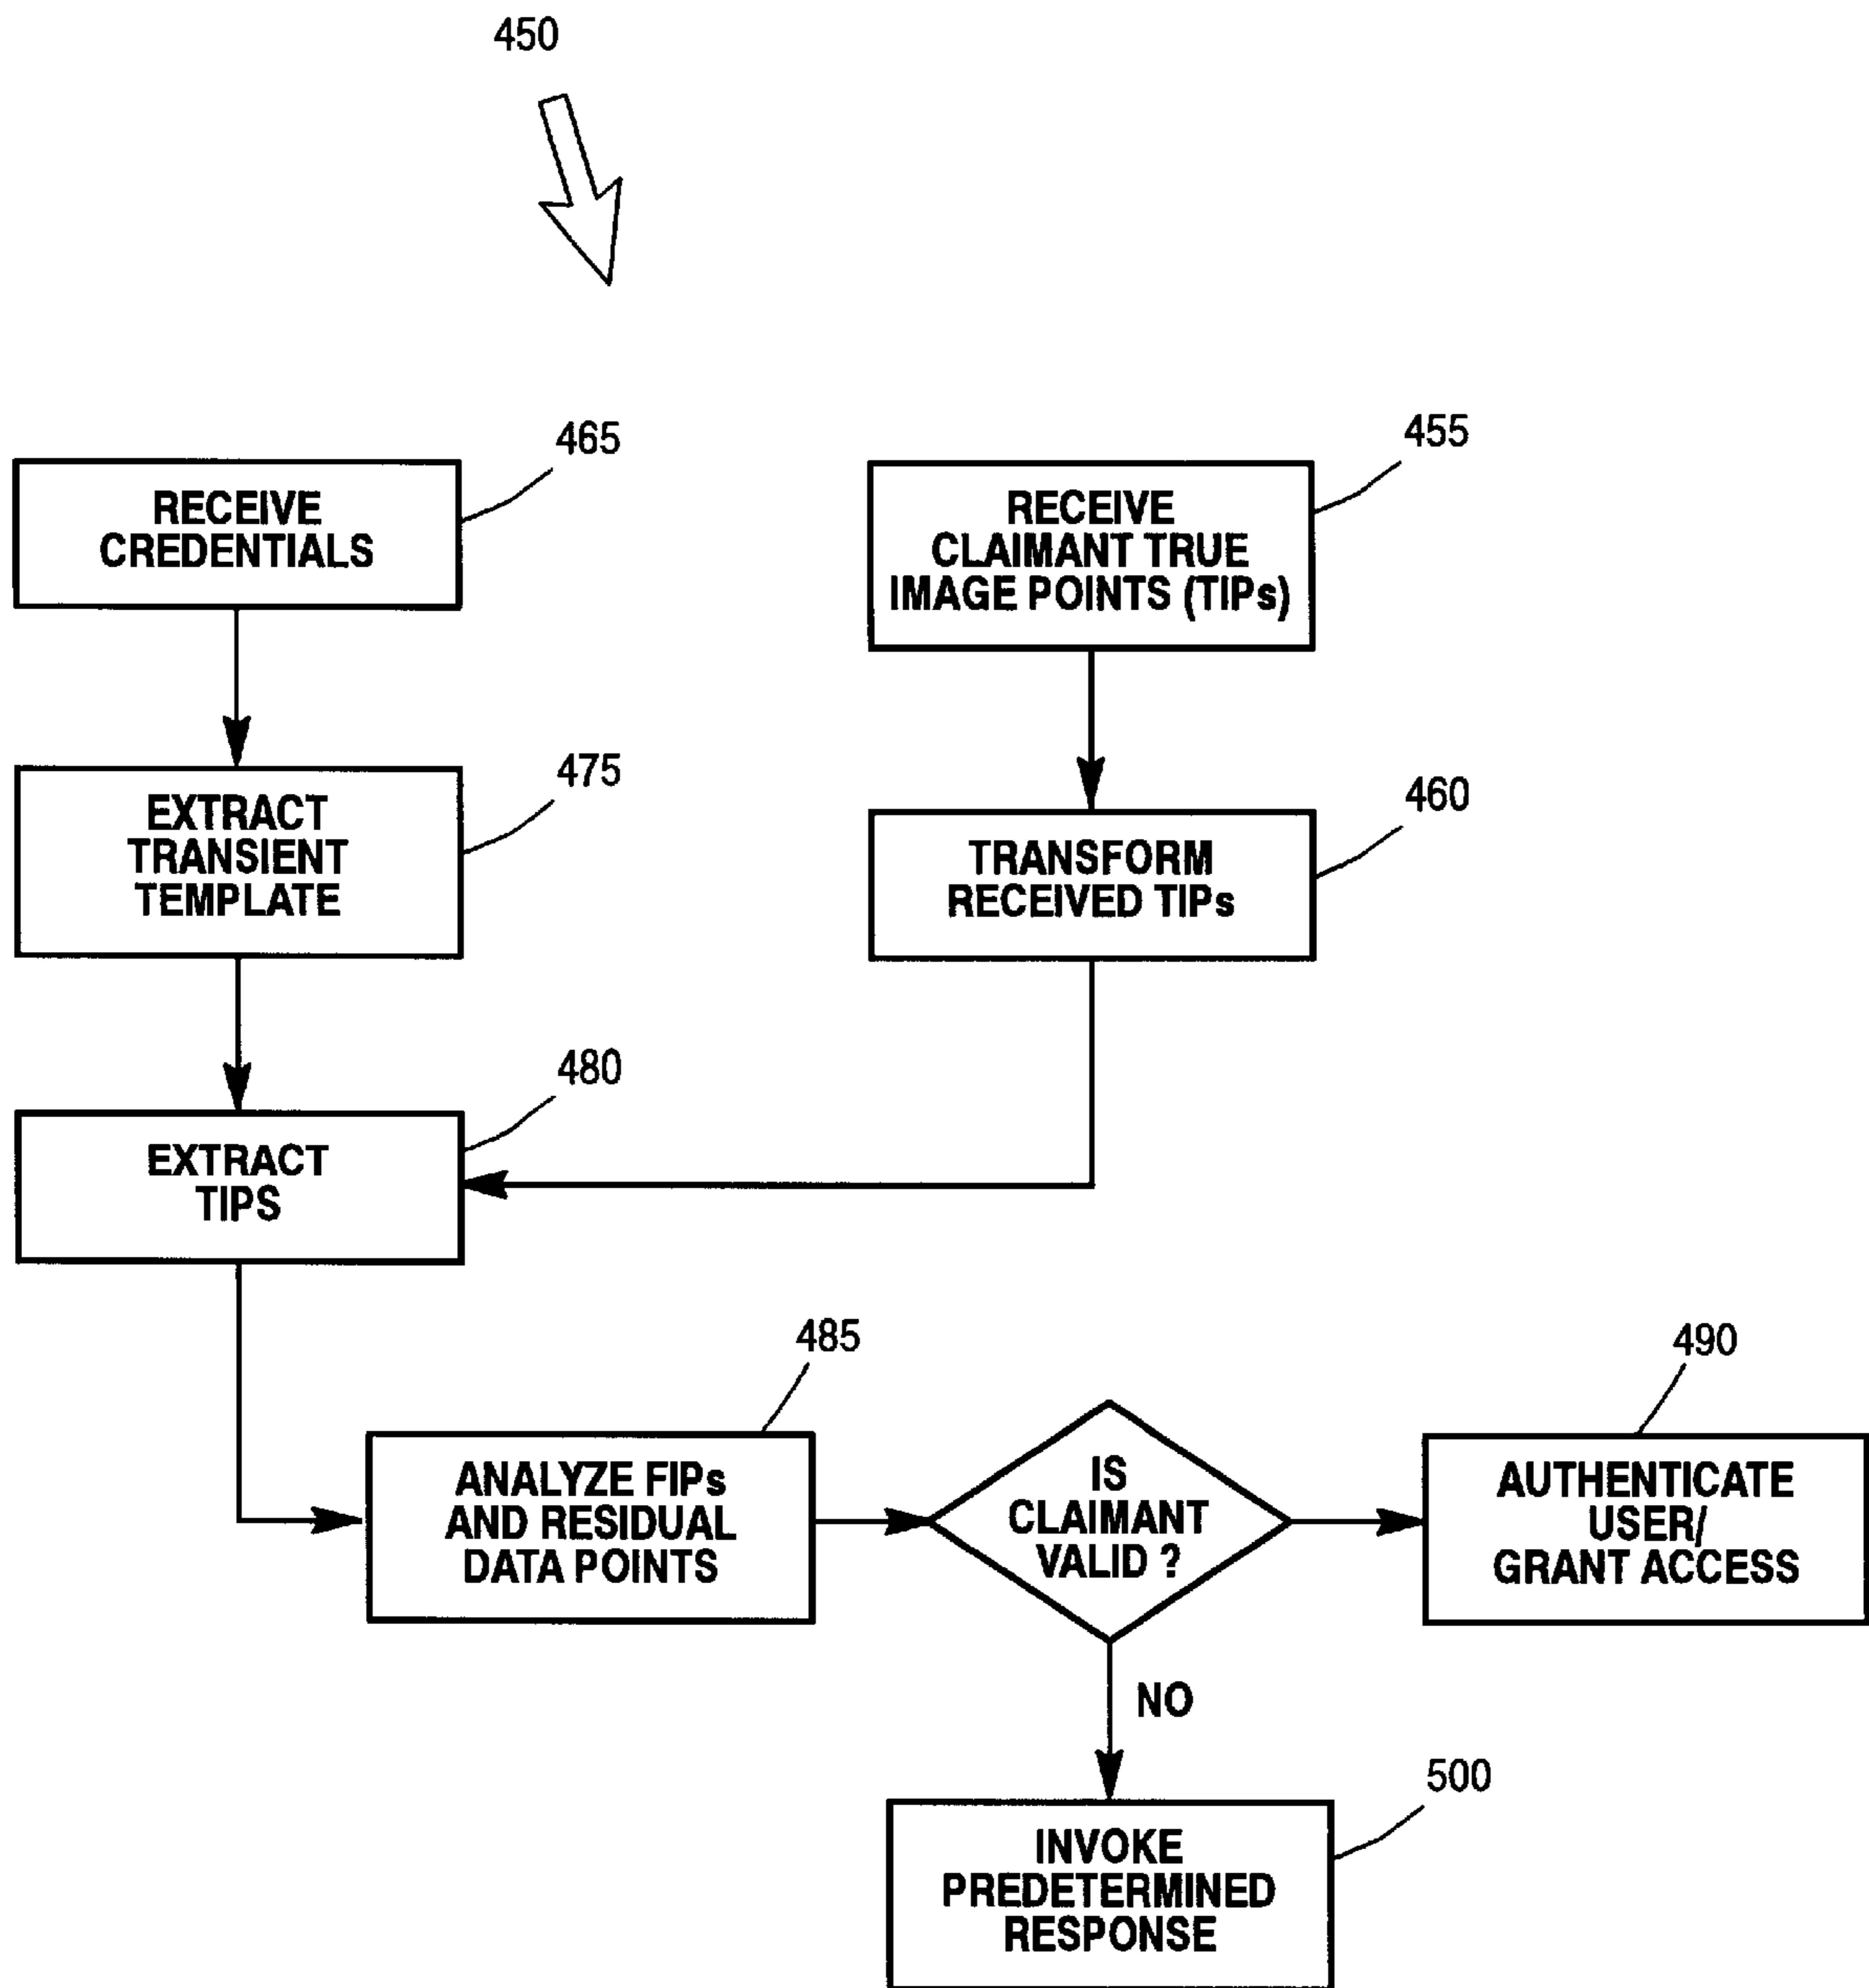 450
465
RECEIVE
CREDENTIALS
455
RECEIVE
CLAIMANT TRUE
IMAGE POINTS (TIPs)
475
EXTRACT
TRANSIENT
TEMPLATE
460
TRANSFORM
RECEIVED TIPs
480
EXTRACT
TIPS
485
ANALYZE FIPs
AND RESIDUAL
DATA POINTS
IS
CLAIMANT
VALID ?
490
AUTHENTICATE
USER/
GRANT ACCESS
NO
500
INVOKE
PREDETERMINED
RESPONSE